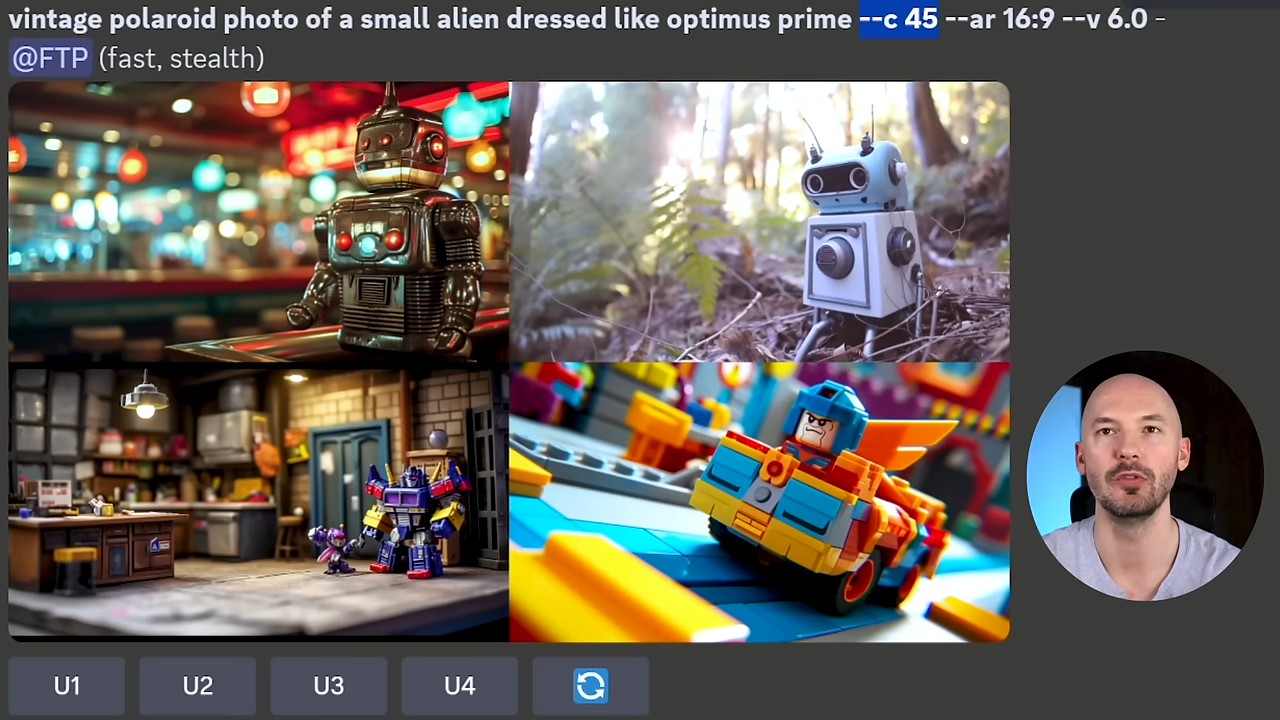 vintage polaroid photo of a small alien dressed like optimus prime --c 45 --ar 16:9 --v 6.0 -
@FTP (fast, stealth)
U1 U2 U3 U4